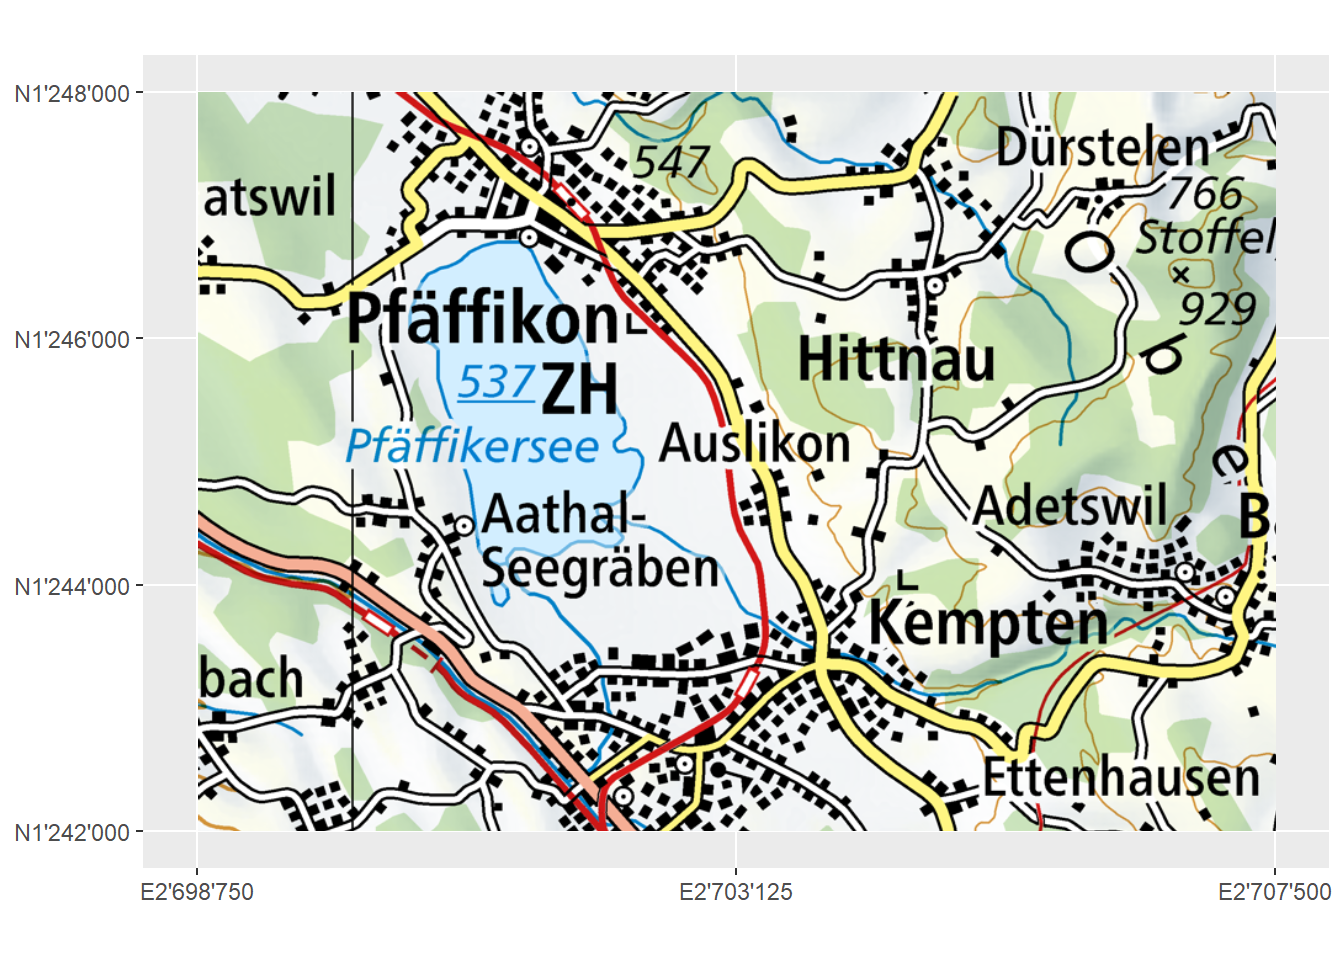 N1'248'000
Dürstelen
547
atswil
766
Stoffel
O
N1'246'000
Pfäffikon
929
Hittnau
b
537
ZH
Pfäffikersee
Auslikon
e
Aathal-
Adetswil
B
Seegräben
N1'244'000
Kempten
bach
Ettenhausen
N1'242'000
E2'698'750
E2'703'125
E2'707'500